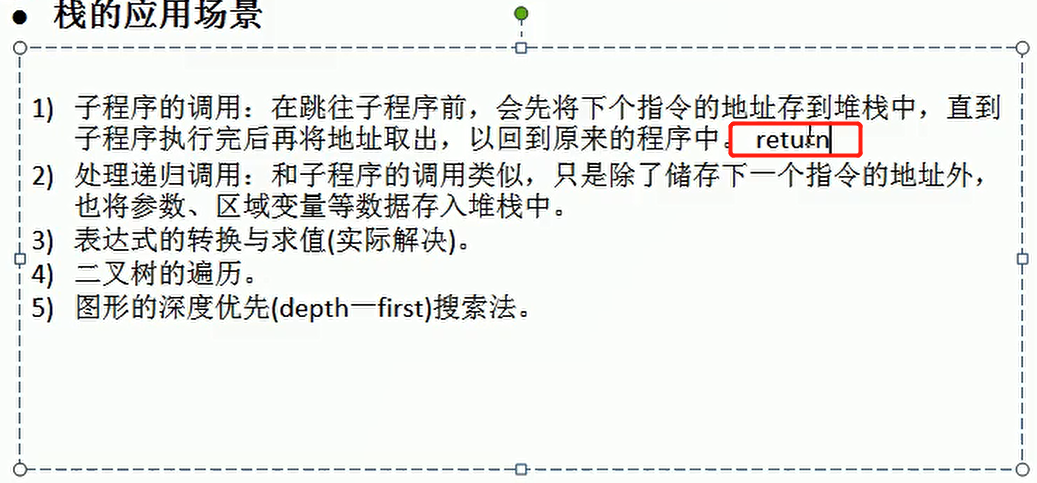 ● 栈的应用场景
1) 子程序的调用：在跳往子程序前，会先将下个指令的地址存到堆栈中，直到
子程序执行完后再将地址取出，以回到原来的程序中。 return
2) 处理递归调用：和子程序的调用类似，只是除了储存下一个指令的地址外，
也将参数、区域变量等数据存入堆栈中。
3) 表达式的转换与求值(实际解决)。
4) 二叉树的遍历。
5) 图形的深度优先(depth一first)搜索法。